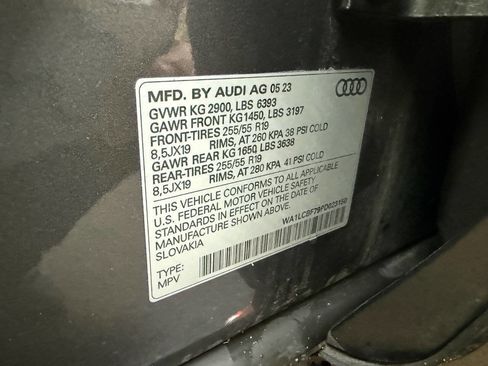 MFD. BY AUDI AG 05 23
GVWR KG 2900, LBS 6393
GAWR FRONT KG1450, LBS 3197
FRONT-TIRES 255/55 R19
8,5JX19 RIMS, AT 260 KPA 38 PSI COLD
GAWR REAR KG 1650, LBS 3638
REAR-TIRES 255/55 R19
8,5JX19 RIMS, AT 280 KPA 41 PSI COLD
THIS VEHICLE CONFORMS TO ALL APPLICABLE
U.S. FEDERAL MOTOR VEHICLE SAFETY
STANDARDS IN EFFECT ON THE DATE OF
MANUFACTURE SHOWN ABOVE.
SLOVAKIA
WA1LCBF79PD023150
TYPE:
MPV